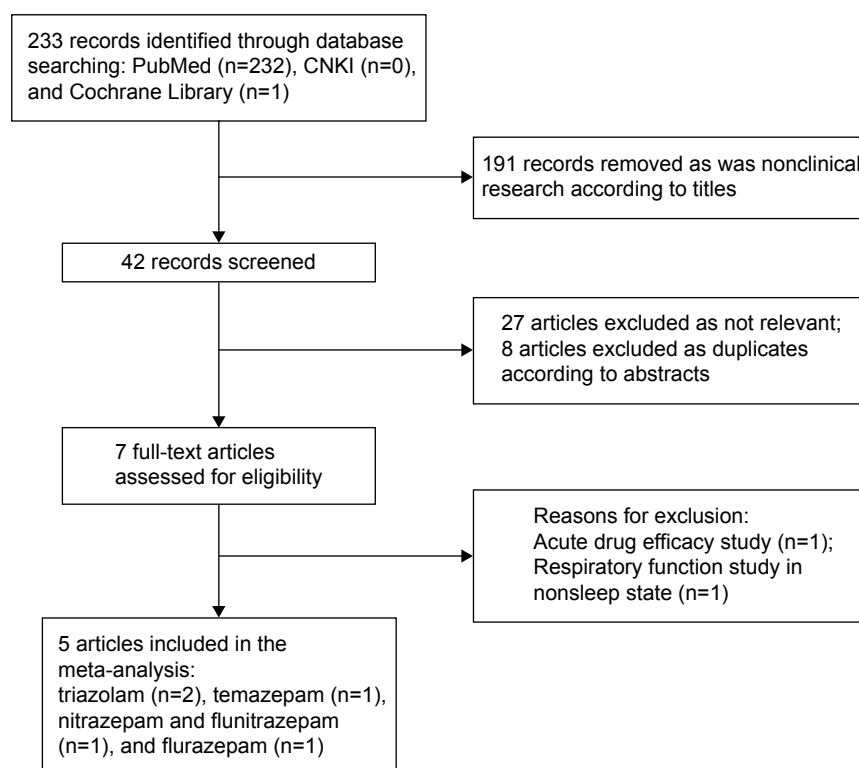 233 records identified through database
searching: PubMed (n=232), CNKI (n=0),
and Cochrane Library (n=1)
191 records removed as was nonclinical
research according to titles
42 records screened
27 articles excluded as not relevant;
8 articles excluded as duplicates
according to abstracts
7 full-text articles
assessed for eligibility
Reasons for exclusion:
Acute drug efficacy study (n=1);
Respiratory function study in
nonsleep state (n=1)
5 articles included in the
meta-analysis:
triazolam (n=2), temazepam (n=1),
nitrazepam and flunitrazepam
(n=1), and flurazepam (n=1)